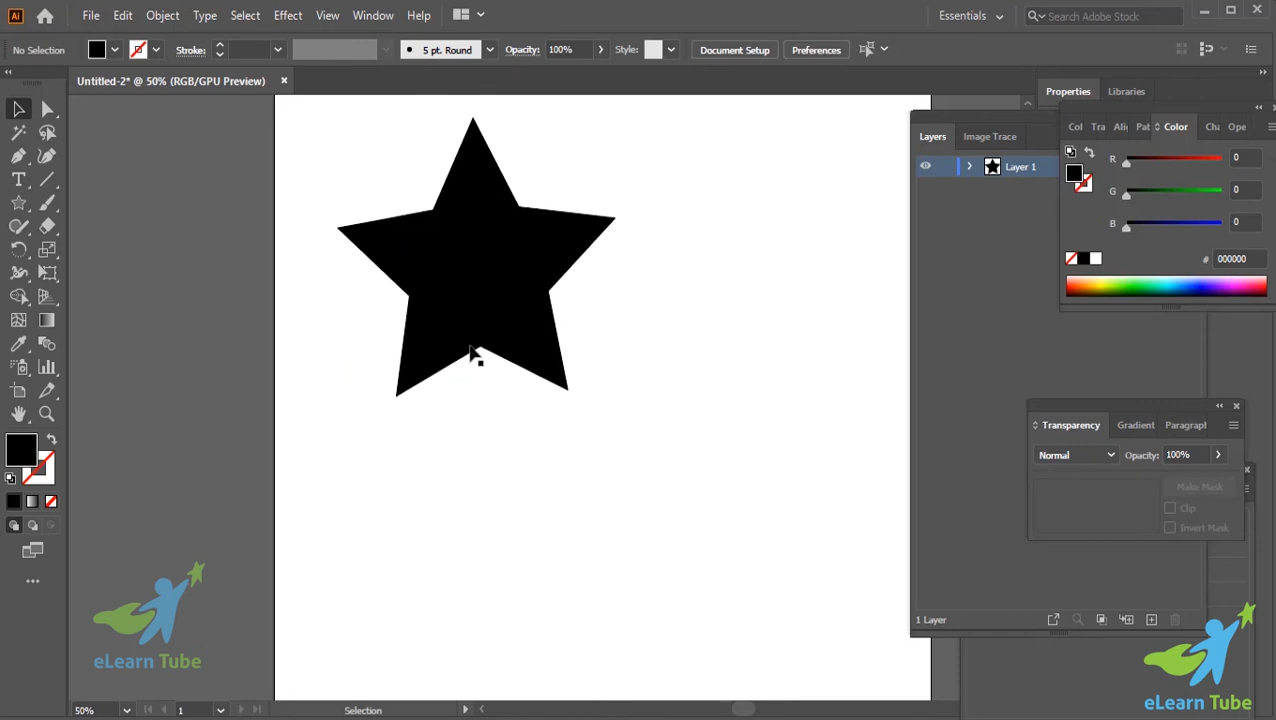 Ai File Edit Object Type Select Effect View Window Help Essentials Search Adobe Stock
No Selection Stroke: 5 pt. Round Opacity: 100% Style: Document Setup Preferences
Untitled-2* @ 50% (RGB/GPU Preview)
Properties Libraries
Layers Image Trace
Layer 1
Col Tra Alig Pat Color Cha Ope
R 0
G 0
B 0
# 000000
Transparency Gradient Paragraph
Normal Opacity: 100%
Make Mask
Clip
Invert Mask
1 Layer
eLearn Tube
eLearn Tube
50% 1 Selection